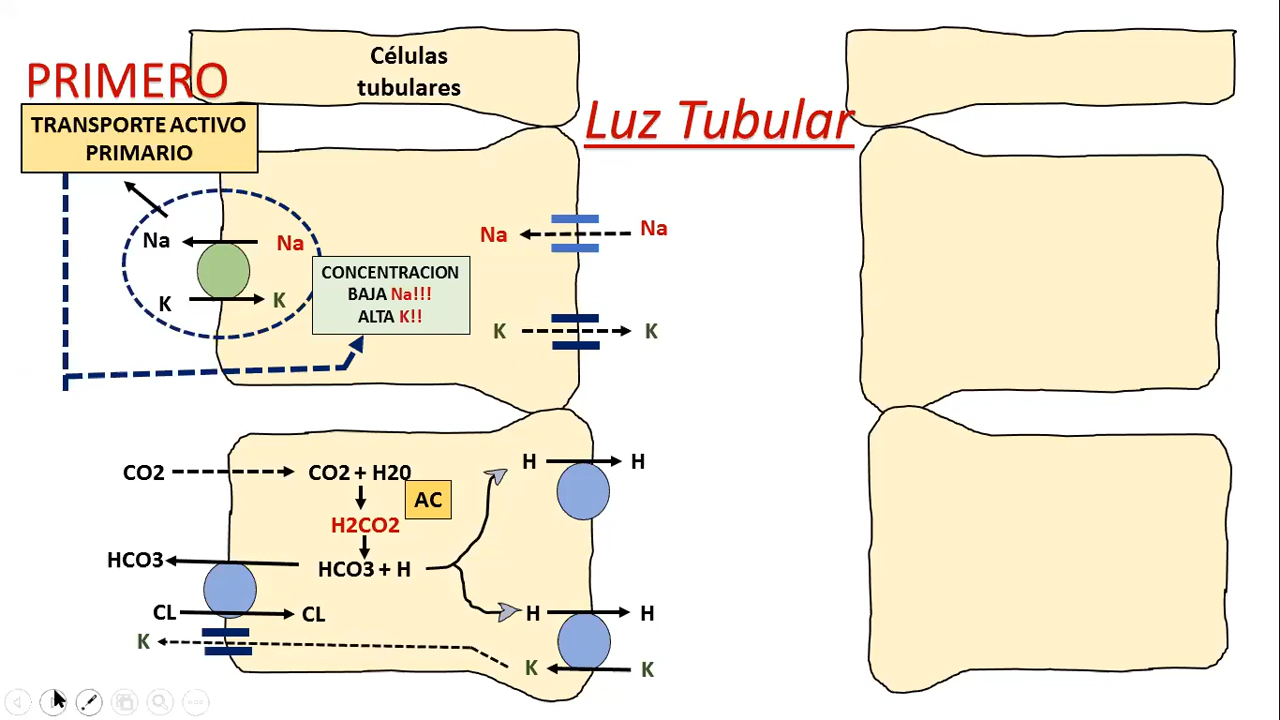 Células
tubulares
PRIMERO
TRANSPORTE ACTIVO
PRIMARIO
Luz Tubular
Na
Na
Na
Na
K
K
CONCENTRACION
BAJA Na!!!
ALTA K!!
K
K
CO2
CO2 + H20
AC
H2CO2
HCO3
HCO3 + H
H
H
CL
CL
H
H
K
K
K